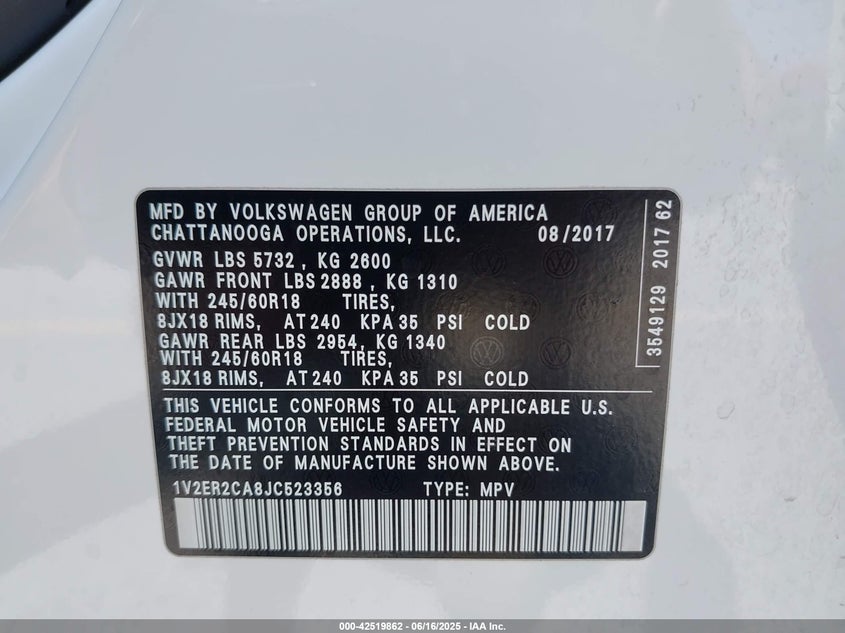 MFD BY VOLKSWAGEN GROUP OF AMERICA
CHATTANOOGA OPERATIONS, LLC. 08/2017
GVWR LBS 5732 , KG 2600
GAWR FRONT LBS 2888 , KG 1310
WITH 245/60R18 TIRES,
8JX18 RIMS, AT 240 KPA 35 PSI COLD
GAWR REAR LBS 2954, KG 1340
WITH 245/60R18 TIRES,
8JX18 RIMS, AT 240 KPA 35 PSI COLD
THIS VEHICLE CONFORMS TO ALL APPLICABLE U.S.
FEDERAL MOTOR VEHICLE SAFETY AND
THEFT PREVENTION STANDARDS IN EFFECT ON
THE DATE OF MANUFACTURE SHOWN ABOVE.
1V2ER2CA8JC523356 TYPE: MPV
3549129 2017 62
000-42519862 - 06/16/2025 - IAA Inc.